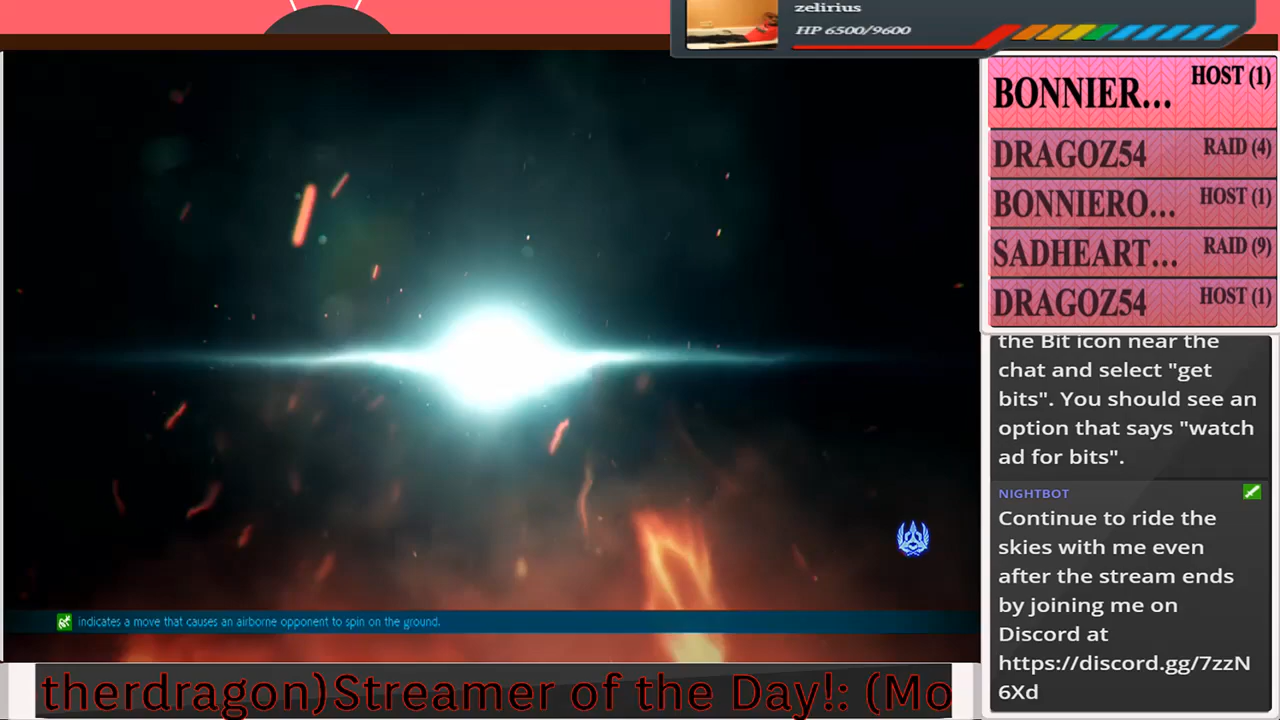 zelirius
HP 6500/9600
BONNIER... HOST (1)
DRAGOZ54 RAID (4)
BONNIERO... HOST (1)
SADHEART... RAID (9)
DRAGOZ54 HOST (1)
the Bit icon near the
chat and select "get
bits". You should see an
option that says "watch
ad for bits".
NIGHTBOT
Continue to ride the
skies with me even
after the stream ends
by joining me on
Discord at
https://discord.gg/7zzN
6Xd
indicates a move that causes an airborne opponent to spin on the ground.
therdragon)Streamer of the Day!: (Mo